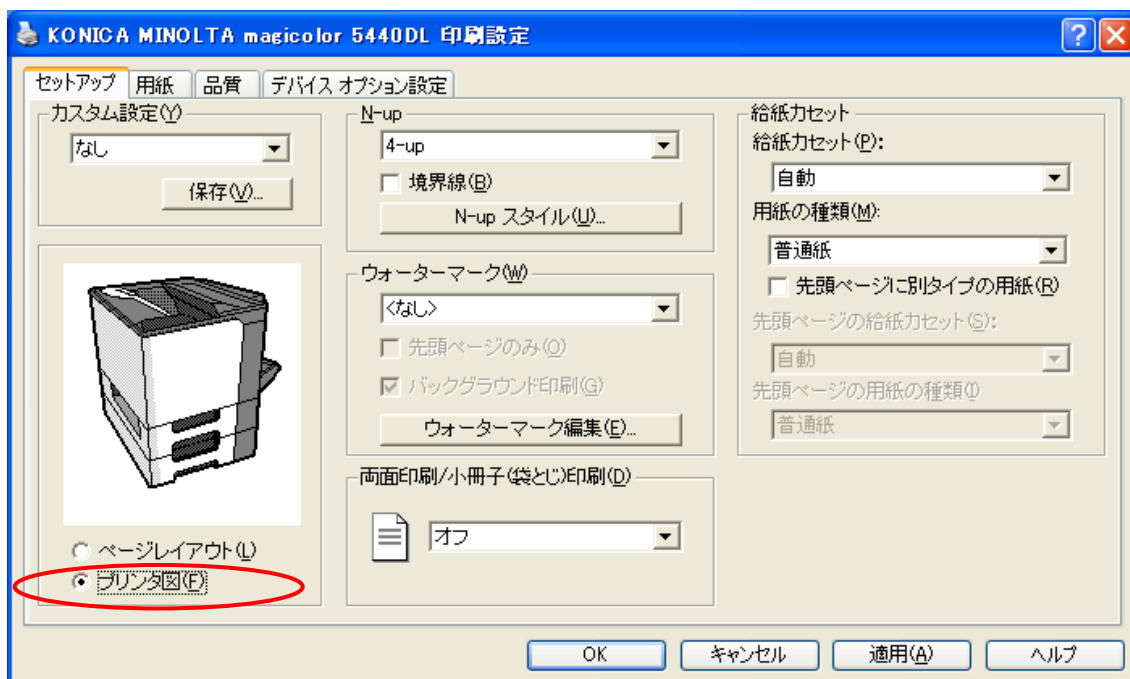 KONICA MINOLTA magicolor 5440DL 印刷設定
セットアップ 用紙 品質 デバイス オプション設定
カスタム設定(Y)
なし
保存(V)...
ページレイアウト(L)
プリンタ図(F)
N-up
4-up
境界線(B)
N-up スタイル(U)...
ウォーターマーク(W)
<なし>
先頭ページのみ(O)
バックグラウンド印刷(G)
ウォーターマーク編集(E)...
両面印刷/小冊子(袋とじ)印刷(D)
オフ
給紙カセット
給紙カセット(P):
自動
用紙の種類(M):
普通紙
先頭ページに別タイプの用紙(R)
先頭ページの給紙カセット(S):
自動
先頭ページの用紙の種類(I)
普通紙
OK キャンセル 適用(A) ヘルプ